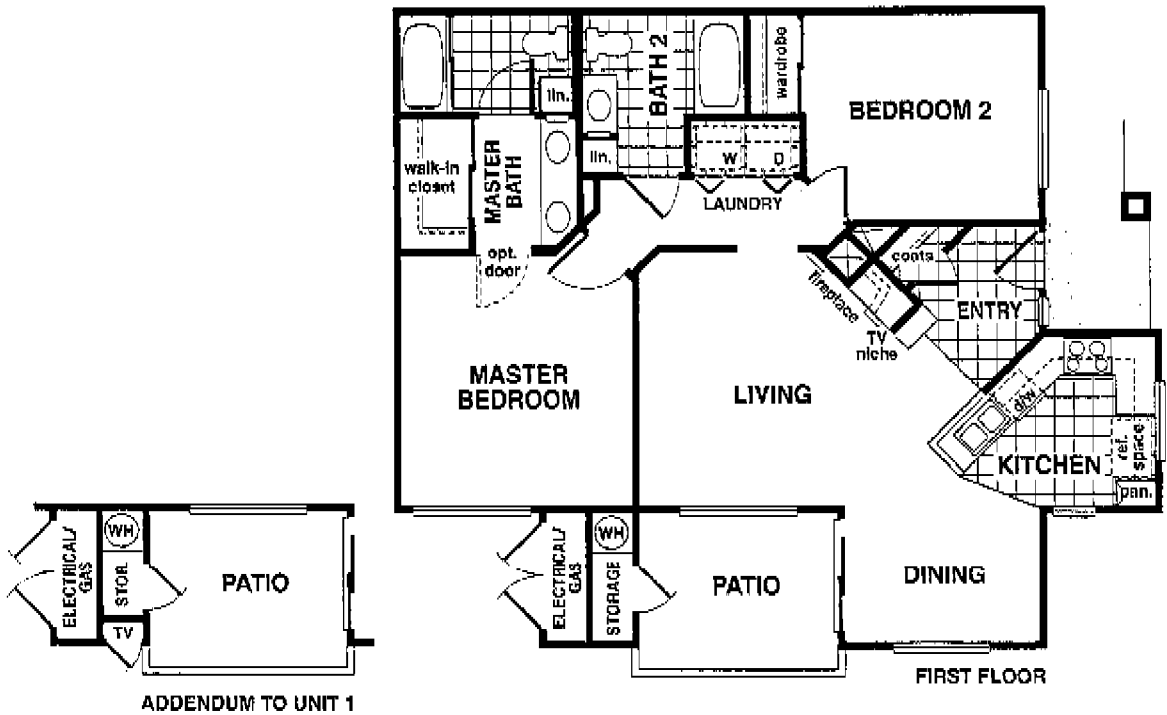 BATH 2
wardrobe
BEDROOM 2
lin.
walk-in
closet
MASTER
BATH
lin.
W
D
LAUNDRY
opt.
door
coats
fireplace
ENTRY
TV
niche
MASTER
BEDROOM
LIVING
D/W
KITCHEN
ref.
space
pan.
WH
ELECTRICAL/
GAS
STORAGE
PATIO
DINING
FIRST FLOOR
WH
ELECTRICAL/
GAS
STOR.
PATIO
TV
ADDENDUM TO UNIT 1